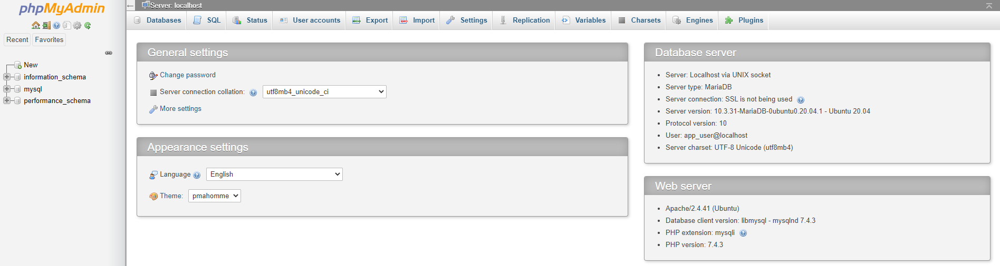 phpMyAdmin
Recent Favorites
New
information_schema
mysql
performance_schema
Server: localhost
Databases SQL Status User accounts Export Import Settings Replication Variables Charsets Engines Plugins
General settings
Change password
Server connection collation: utf8mb4_unicode_ci
More settings
Appearance settings
Language English
Theme: pmahomme
Database server
Server: Localhost via UNIX socket
Server type: MariaDB
Server connection: SSL is not being used
Server version: 10.3.31-MariaDB-0ubuntu0.20.04.1 - Ubuntu 20.04
Protocol version: 10
User: app_user@localhost
Server charset: UTF-8 Unicode (utf8mb4)
Web server
Apache/2.4.41 (Ubuntu)
Database client version: libmysql - mysqlnd 7.4.3
PHP extension: mysqli
PHP version: 7.4.3